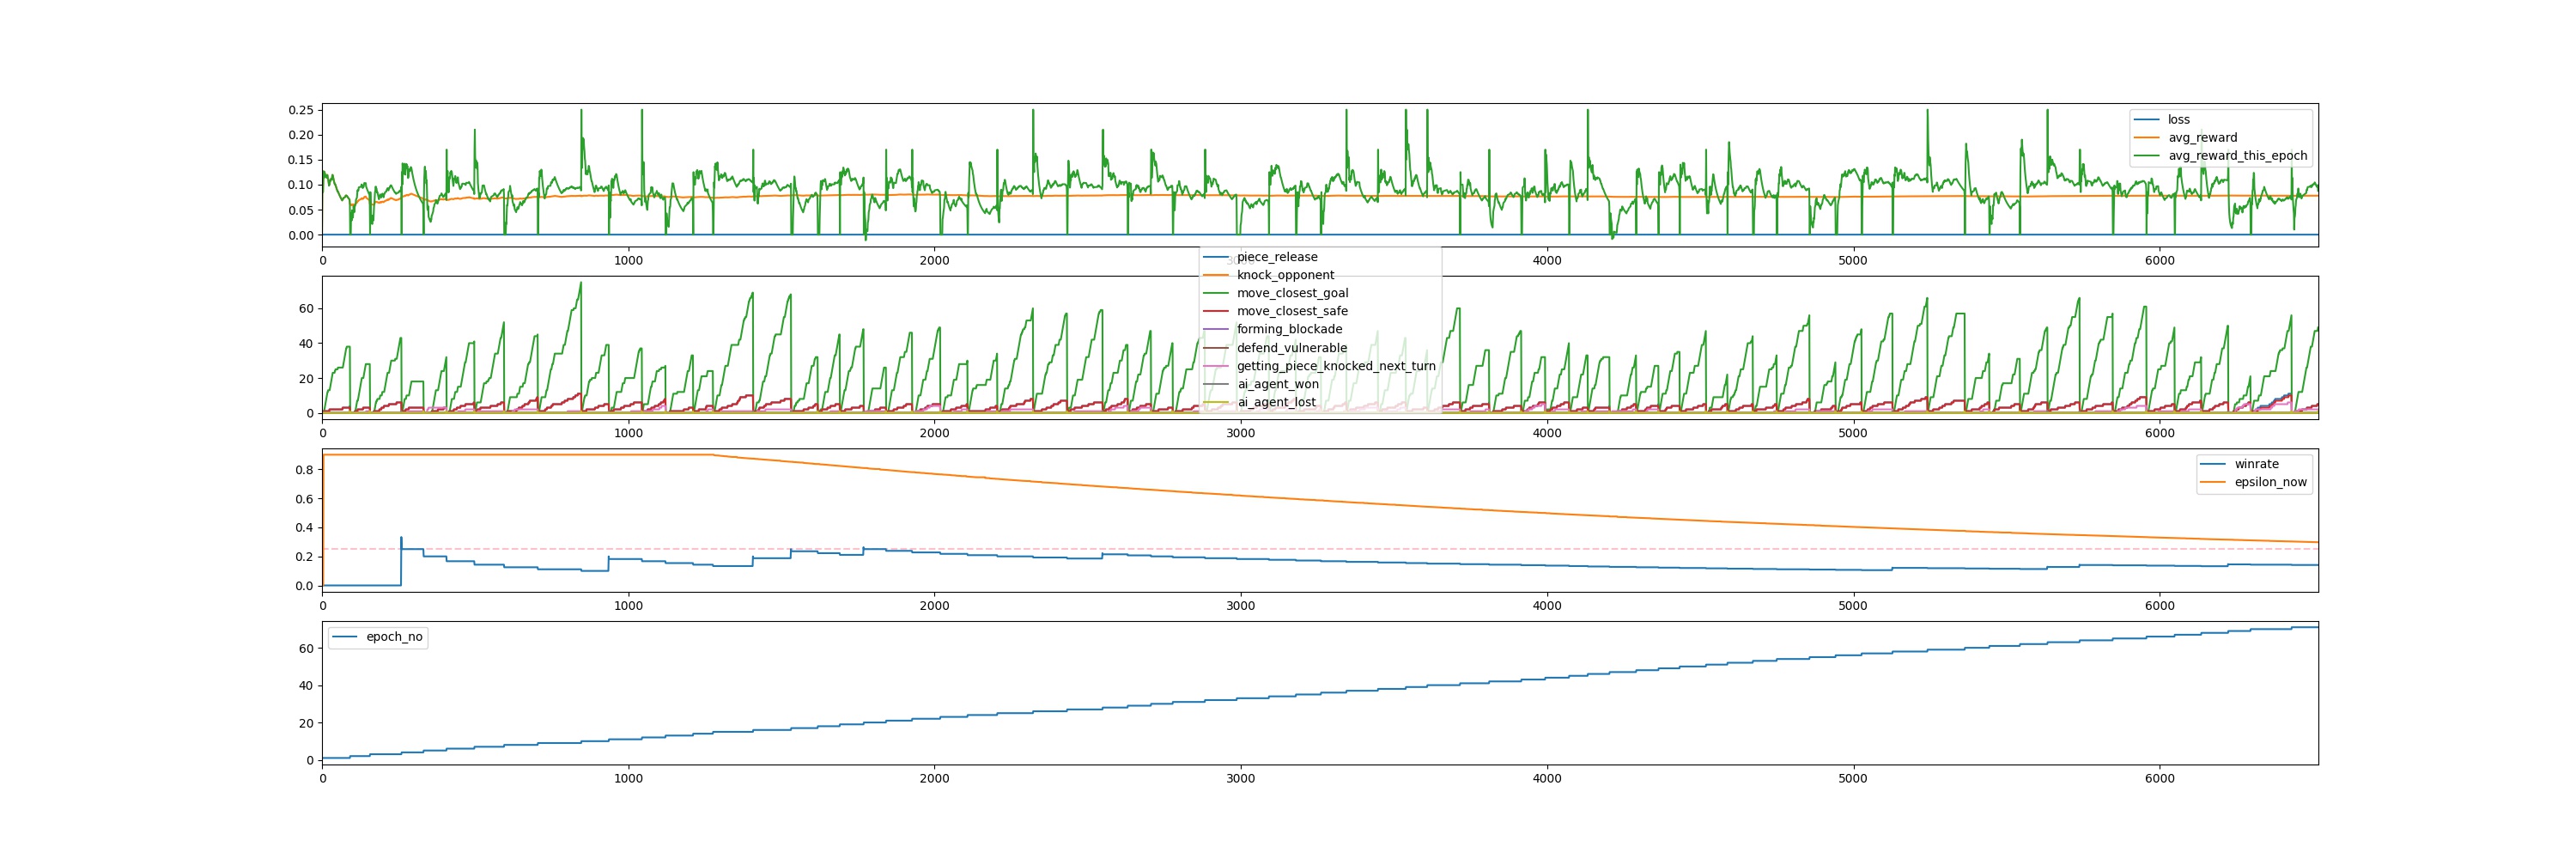 0.25
0.20
0.15
0.10
0.05
0.00
loss
avg_reward
avg_reward_this_epoch
0 1000 2000 3000 4000 5000 6000
60
40
20
0
piece_release
knock_opponent
move_closest_goal
move_closest_safe
forming_blockade
defend_vulnerable
getting_piece_knocked_next_turn
ai_agent_won
ai_agent_lost
0 1000 2000 3000 4000 5000 6000
0.8
0.6
0.4
0.2
0.0
winrate
epsilon_now
0 1000 2000 3000 4000 5000 6000
60
40
20
0
epoch_no
0 1000 2000 3000 4000 5000 6000